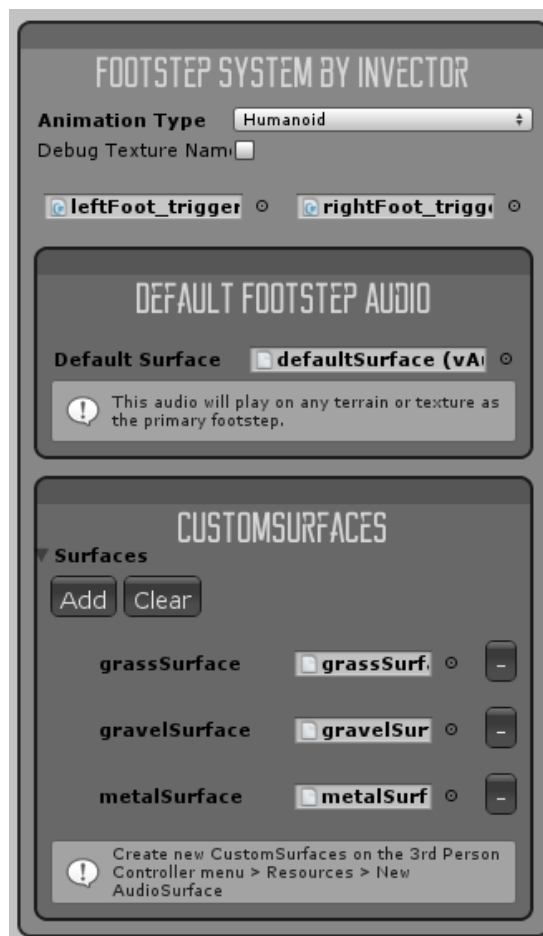 FOOTSTEP SYSTEM BY INVECTOR
Animation Type Humanoid
Debug Texture Nam
leftFoot_trigger rightFoot_trigg
DEFAULT FOOTSTEP AUDIO
Default Surface defaultSurface (vA
This audio will play on any terrain or texture as
the primary footstep.
CUSTOMSURFACES
Surfaces
Add Clear
grassSurface grassSurf
-
gravelSurface gravelSur
-
metalSurface metalSurf
-
Create new CustomSurfaces on the 3rd Person
Controller menu > Resources > New
AudioSurface